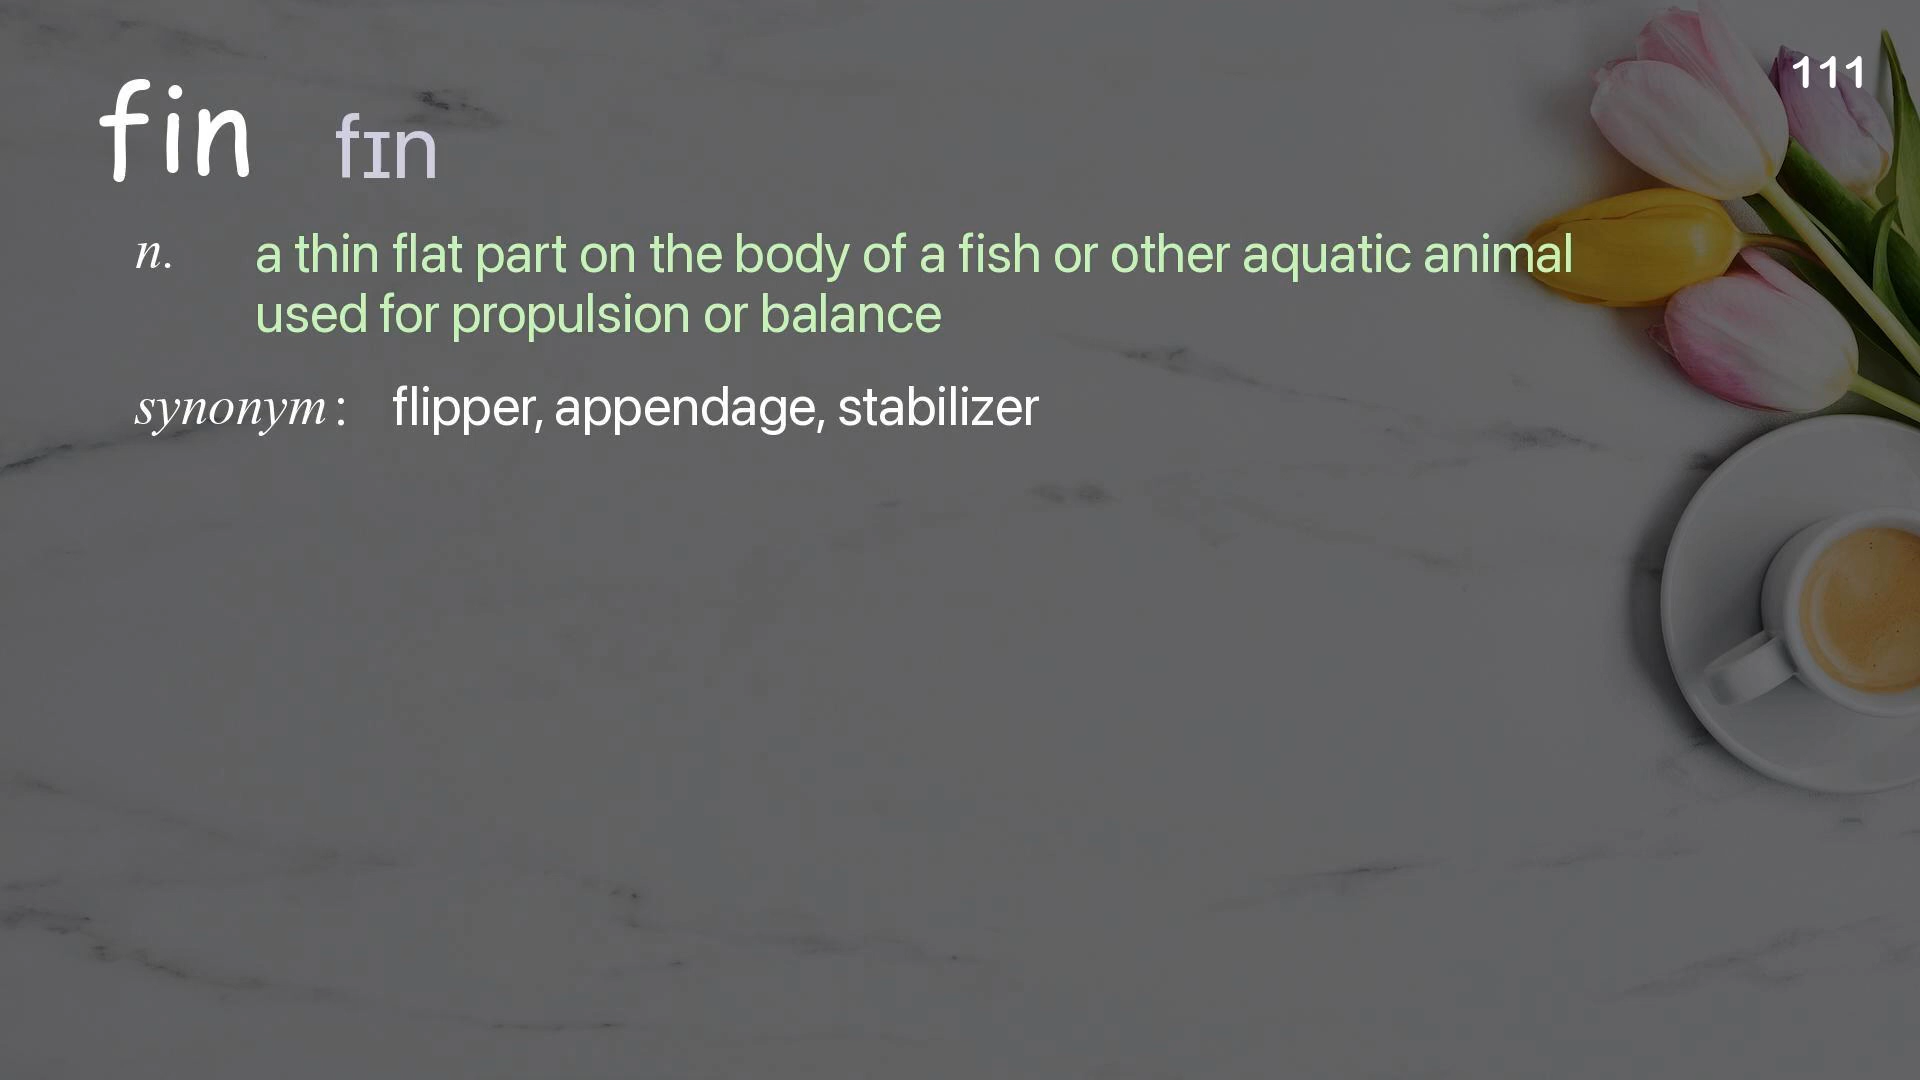 111
fin fɪn
n. a thin flat part on the body of a fish or other aquatic animal
used for propulsion or balance
synonym: flipper, appendage, stabilizer